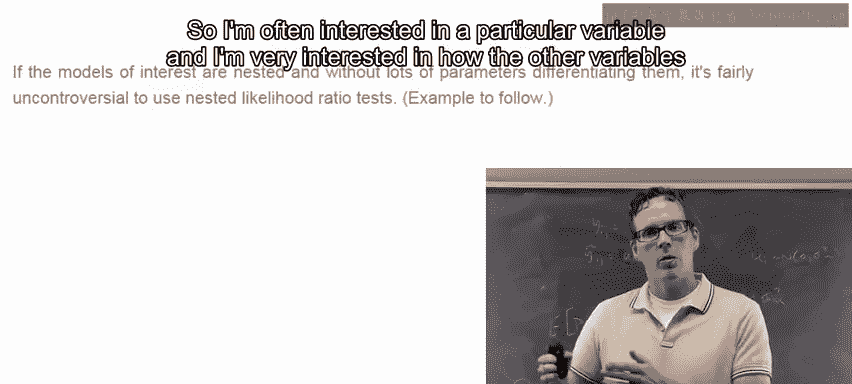 So I'm often interested in a particular variable
and I'm very interested in how the other variables
If the models of interest are nested and without lots of parameters differentiating them, it's fairly
uncontroversial to use nested likelihood ratio tests. (Example to follow.)